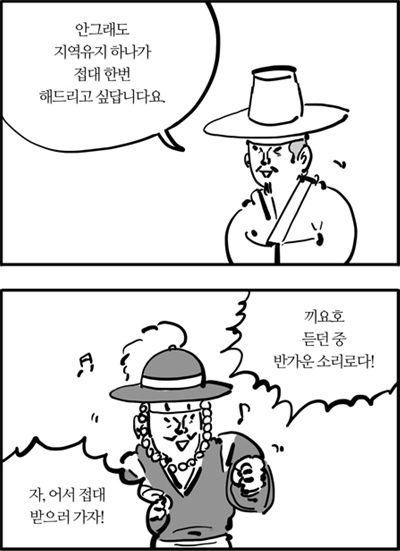 안그래도
지역유지 하나가
접대 한번
해드리고 싶답니다요.
끼요호
듣던 중
반가운 소리로다!
자, 어서 접대
받으러 가자!